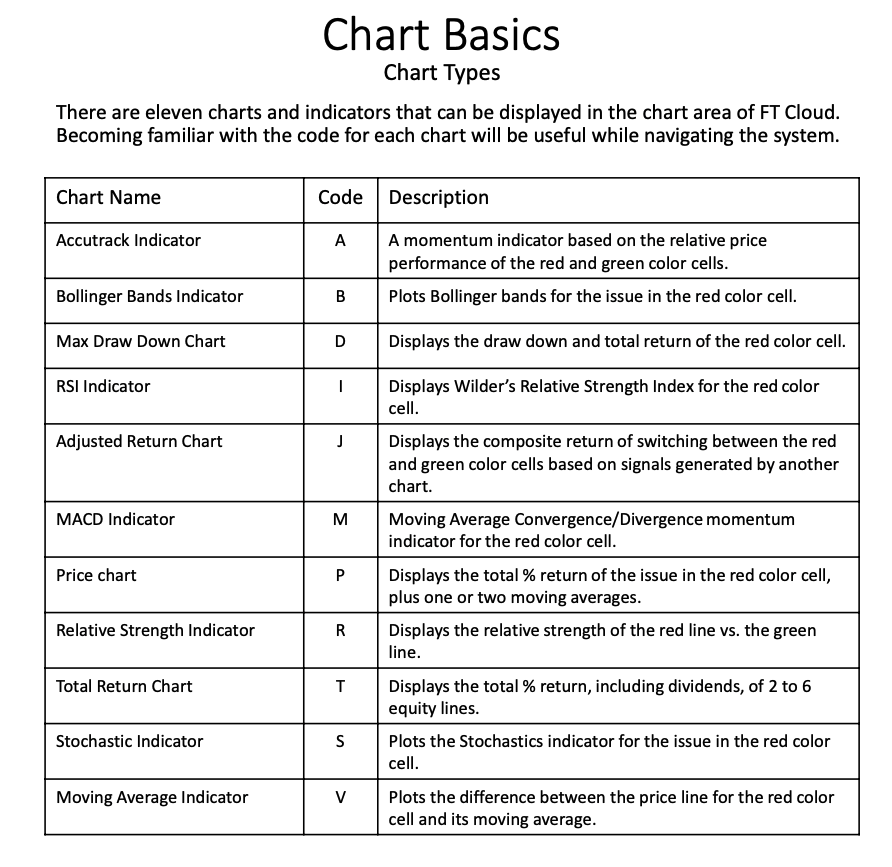 Chart Basics
Chart Types
There are eleven charts and indicators that can be displayed in the chart area of FT Cloud.
Becoming familiar with the code for each chart will be useful while navigating the system.
Chart Name Code Description
Accutrack Indicator A A momentum indicator based on the relative price
performance of the red and green color cells.
Bollinger Bands Indicator B Plots Bollinger bands for the issue in the red color cell.
Max Draw Down Chart D Displays the draw down and total return of the red color cell.
RSI Indicator I Displays Wilder’s Relative Strength Index for the red color
cell.
Adjusted Return Chart J Displays the composite return of switching between the red
and green color cells based on signals generated by another
chart.
MACD Indicator M Moving Average Convergence/Divergence momentum
indicator for the red color cell.
Price chart P Displays the total % return of the issue in the red color cell,
plus one or two moving averages.
Relative Strength Indicator R Displays the relative strength of the red line vs. the green
line.
Total Return Chart T Displays the total % return, including dividends, of 2 to 6
equity lines.
Stochastic Indicator S Plots the Stochastics indicator for the issue in the red color
cell.
Moving Average Indicator V Plots the difference between the price line for the red color
cell and its moving average.